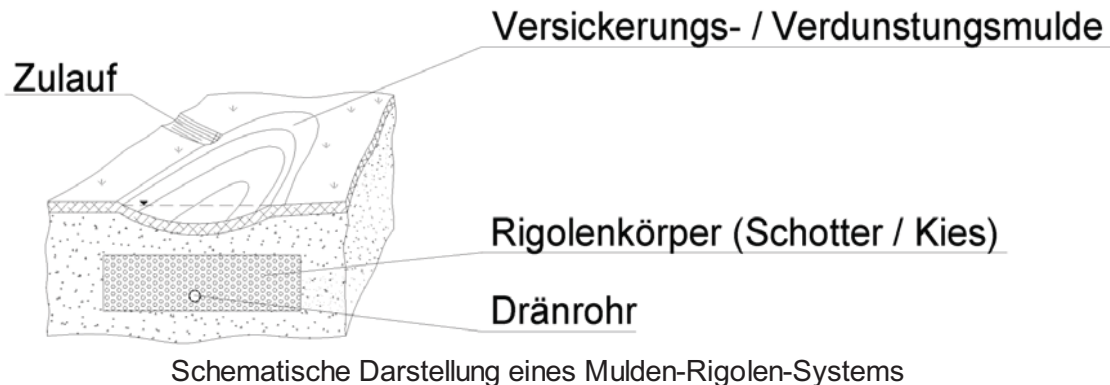 Versickerungs- / Verdunstungsmulde
Zulauf
Rigolenkörper (Schotter / Kies)
Dränrohr
Schematische Darstellung eines Mulden-Rigolen-Systems